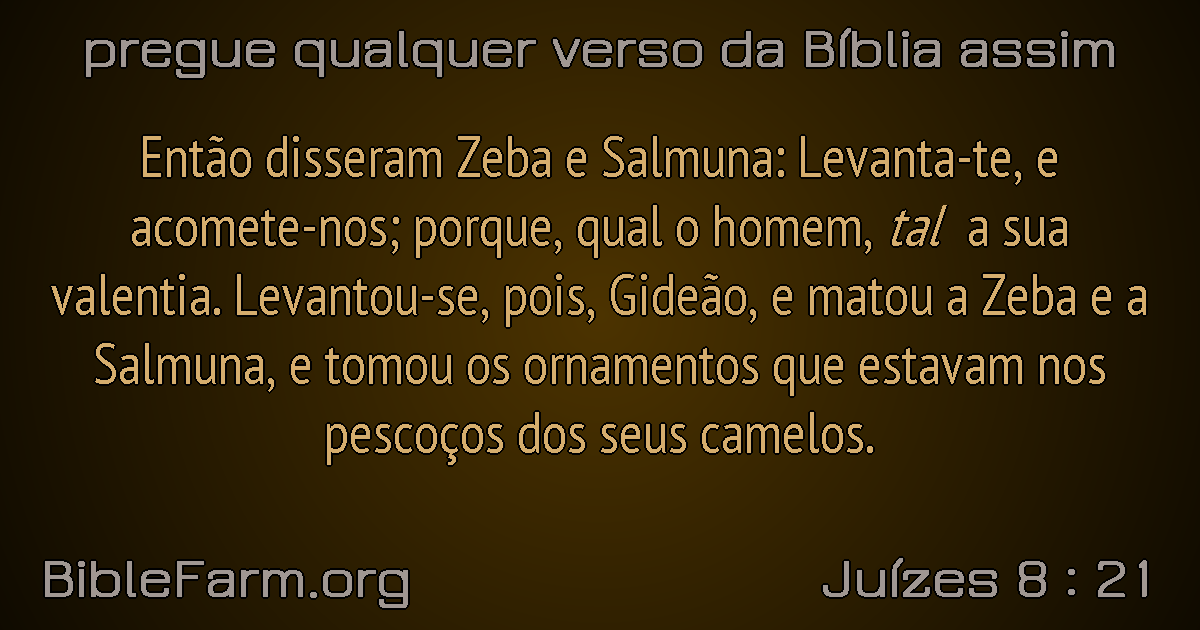 pregue qualquer verso da Bíblia assim
Então disseram Zeba e Salmuna: Levanta-te, e
acomete-nos; porque, qual o homem, tal a sua
valentia. Levantou-se, pois, Gideão, e matou a Zeba e a
Salmuna, e tomou os ornamentos que estavam nos
pescoços dos seus camelos.
BibleFarm.org
Juízes 8 : 21